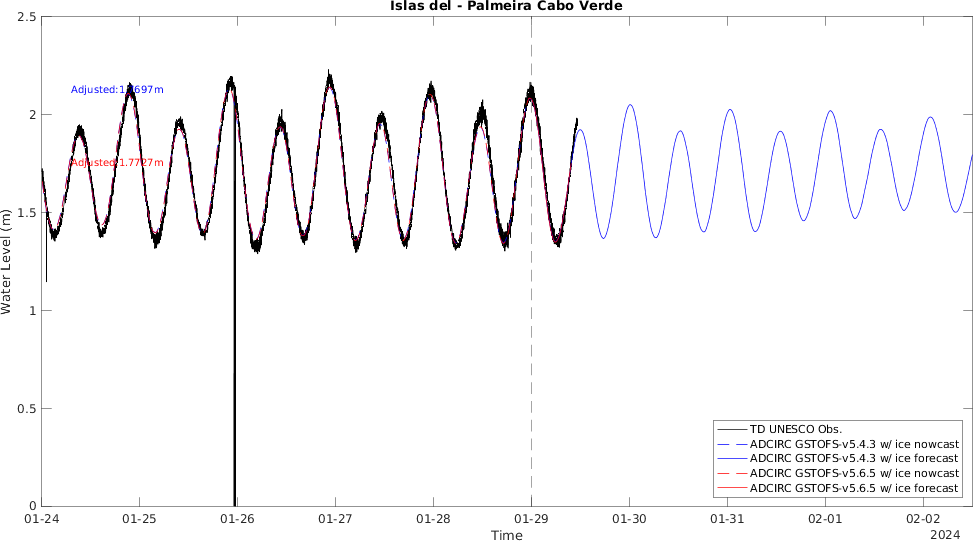 Islas del - Palmeira Cabo Verde
2.5
2
1.5
1
0.5
0
Water Level (m)
Adjusted:1.7727m
01-24
01-25
01-26
01-27
01-28
01-29
01-30
01-31
02-01
02-02
Time
2024
TD UNESCO Obs.
ADCIRC GSTOFS-v5.4.3 w/ ice nowcast
ADCIRC GSTOFS-v5.4.3 w/ ice forecast
ADCIRC GSTOFS-v5.6.5 w/ ice nowcast
ADCIRC GSTOFS-v5.6.5 w/ ice forecast